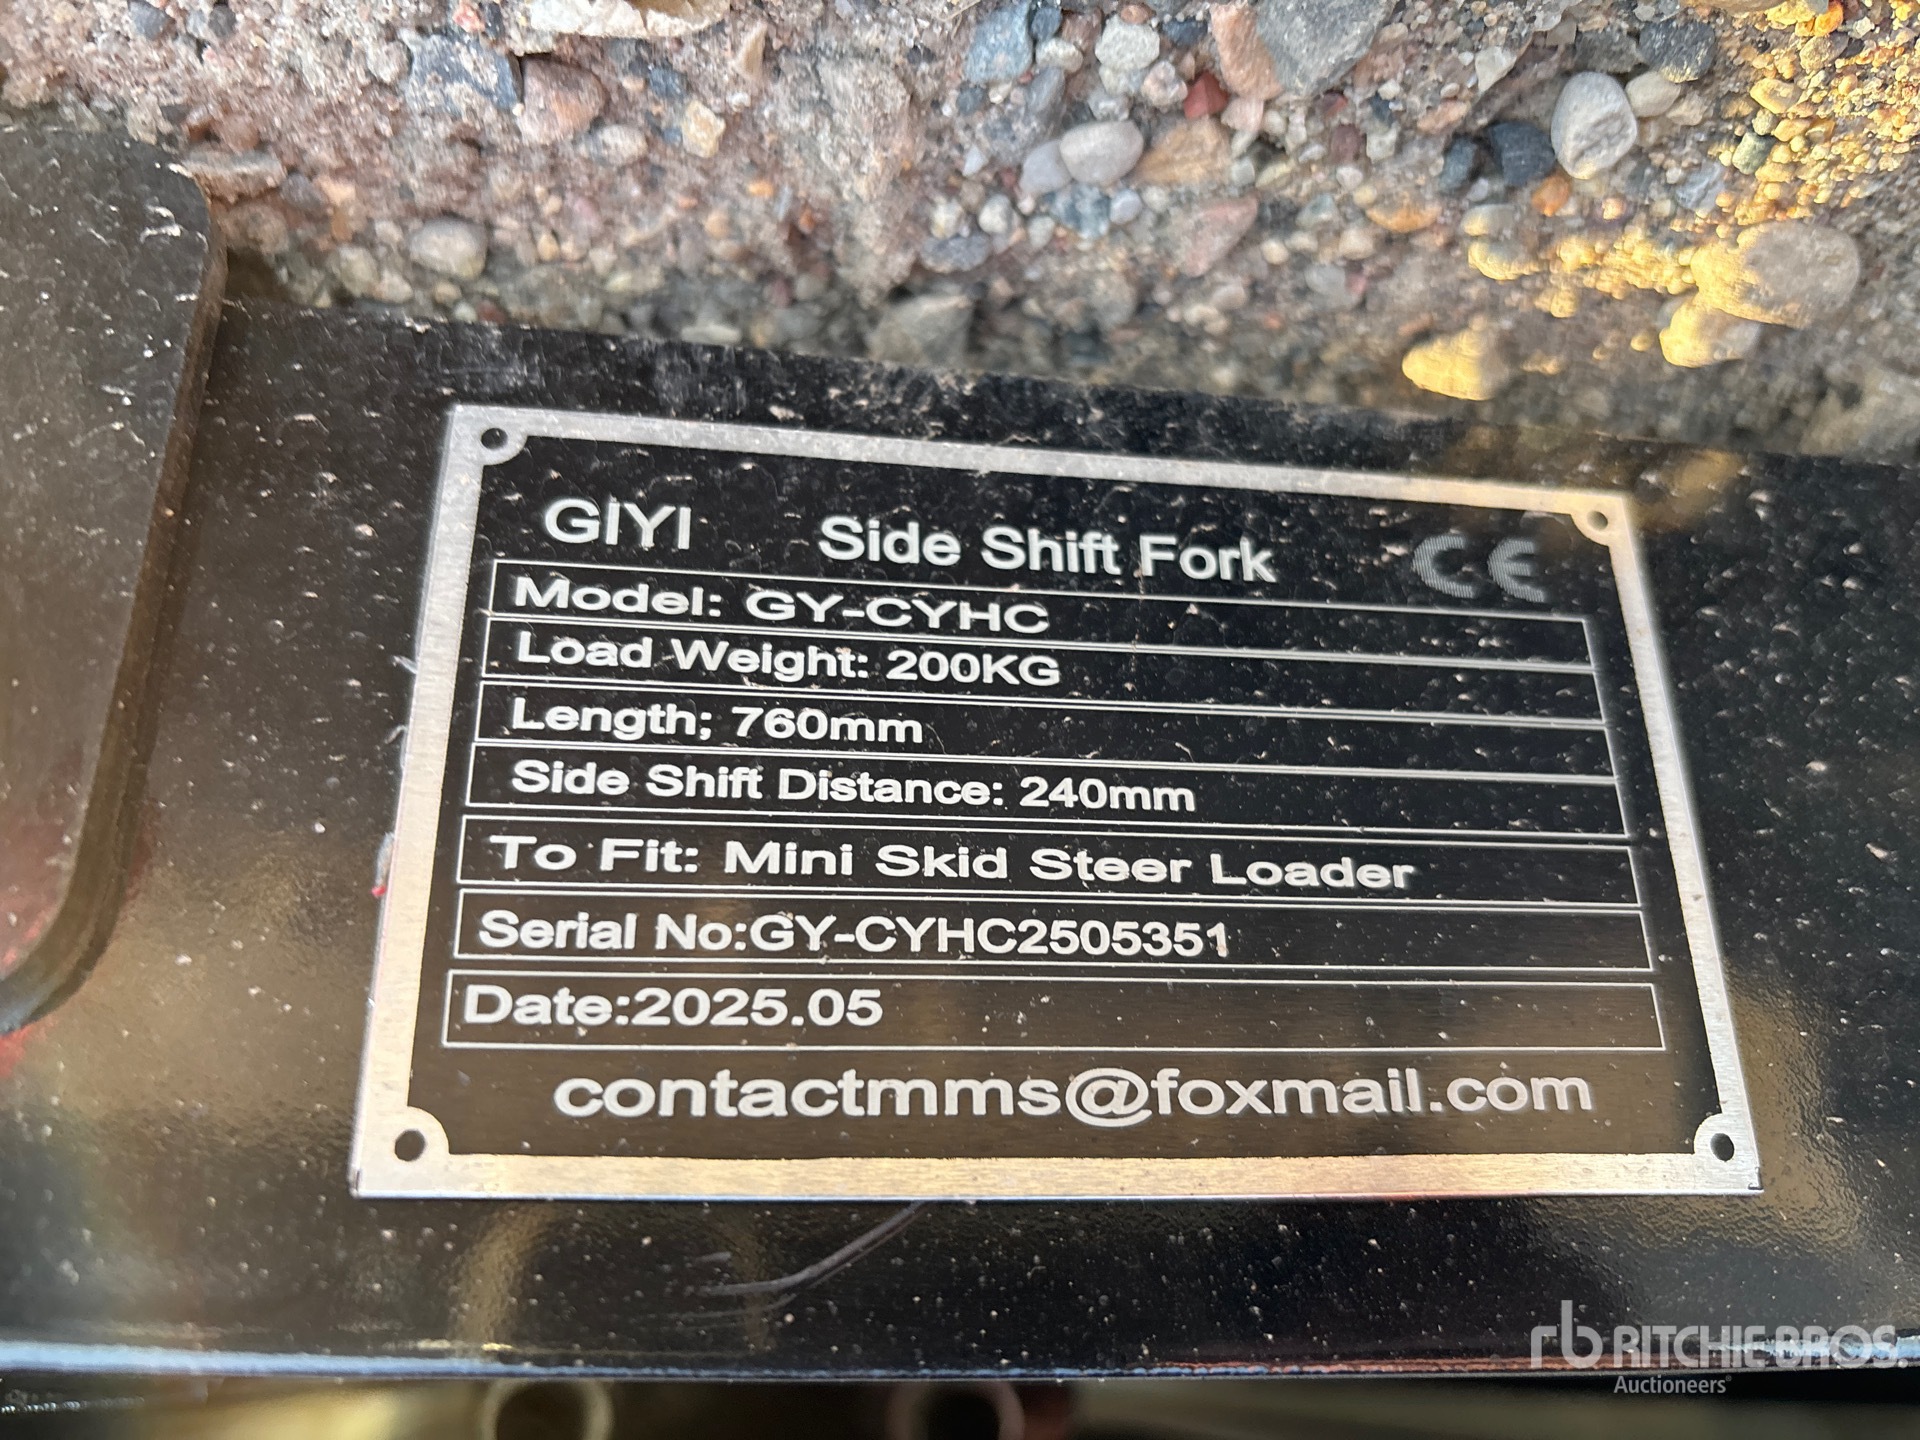 GIYI Side Shift Fork CE
Model: GY-CYHC
Load Weight: 200KG
Length; 760mm
Side Shift Distance: 240mm
To Fit: Mini Skid Steer Loader
Serial No:GY-CYHC2505351
Date:2025.05
contactmms@foxmail.com
rb RITCHIE BROS.
Auctioneers